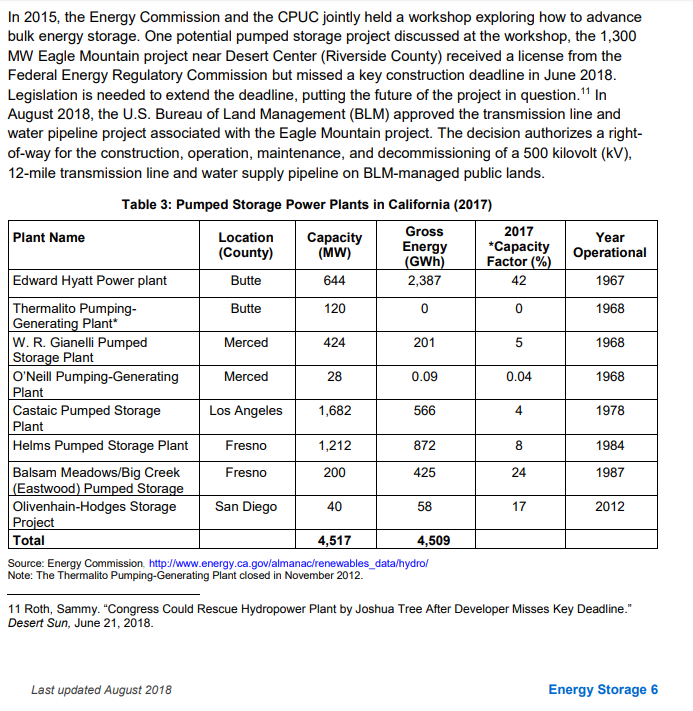 In 2015, the Energy Commission and the CPUC jointly held a workshop exploring how to advance
bulk energy storage. One potential pumped storage project discussed at the workshop, the 1,300
MW Eagle Mountain project near Desert Center (Riverside County) received a license from the
Federal Energy Regulatory Commission but missed a key construction deadline in June 2018.
Legislation is needed to extend the deadline, putting the future of the project in question.11 In
August 2018, the U.S. Bureau of Land Management (BLM) approved the transmission line and
water pipeline project associated with the Eagle Mountain project. The decision authorizes a right-
of-way for the construction, operation, maintenance, and decommissioning of a 500 kilovolt (kV),
12-mile transmission line and water supply pipeline on BLM-managed public lands.
Table 3: Pumped Storage Power Plants in California (2017)
Plant Name Location (County) Capacity (MW) Gross Energy (GWh) 2017 *Capacity Factor (%) Year Operational
Edward Hyatt Power plant Butte 644 2,387 42 1967
Thermalito Pumping-Generating Plant* Butte 120 0 0 1968
W. R. Gianelli Pumped Storage Plant Merced 424 201 5 1968
O'Neill Pumping-Generating Plant Merced 28 0.09 0.04 1968
Castaic Pumped Storage Plant Los Angeles 1,682 566 4 1978
Helms Pumped Storage Plant Fresno 1,212 872 8 1984
Balsam Meadows/Big Creek (Eastwood) Pumped Storage Fresno 200 425 24 1987
Olivenhain-Hodges Storage Project San Diego 40 58 17 2012
Total 4,517 4,509
Source: Energy Commission, http://www.energy.ca.gov/almanac/renewables_data/hydro/
Note: The Thermalito Pumping-Generating Plant closed in November 2012.
11 Roth, Sammy. “Congress Could Rescue Hydropower Plant by Joshua Tree After Developer Misses Key Deadline.”
Desert Sun, June 21, 2018.
Last updated August 2018
Energy Storage 6